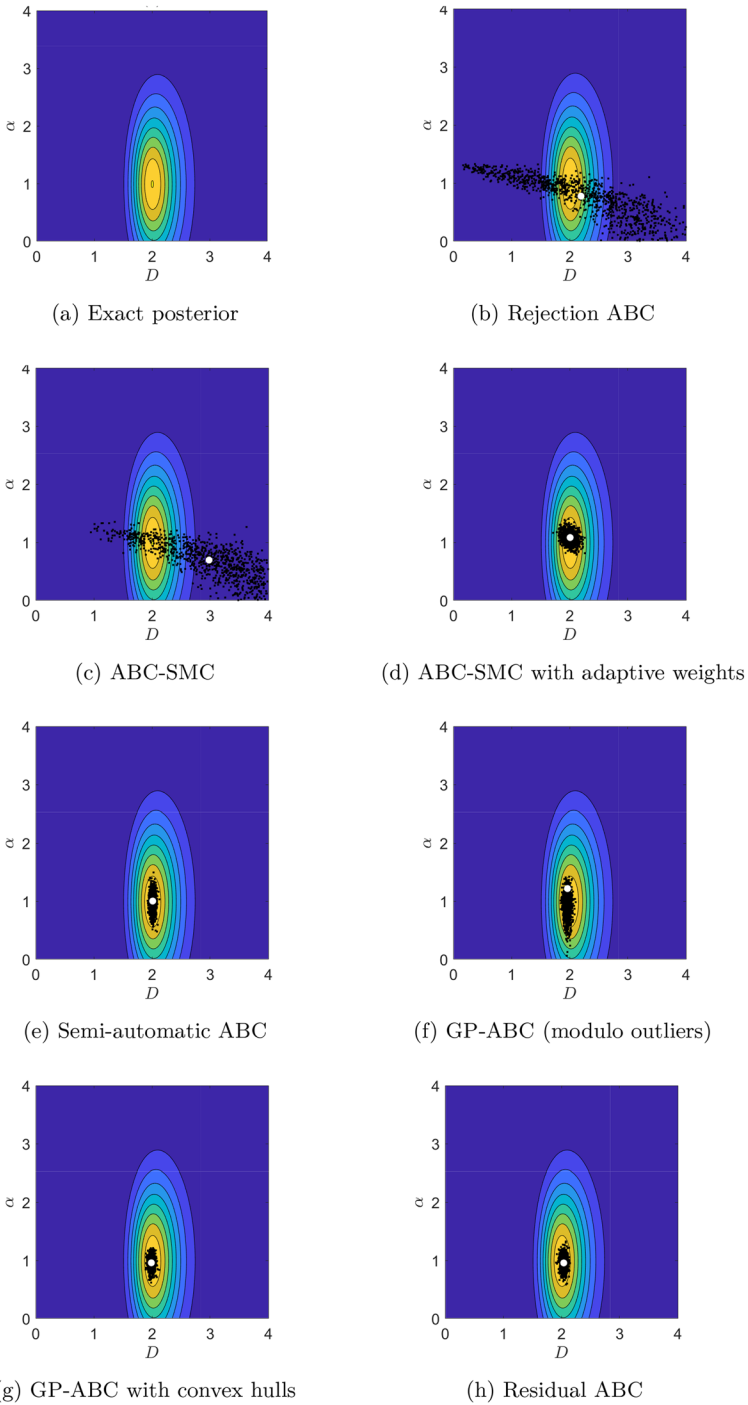 4
3
2
1
0
α
0 1 2 3 4
D
(a) Exact posterior
4
3
2
1
0
α
0 1 2 3 4
D
(b) Rejection ABC
4
3
2
1
0
α
0 1 2 3 4
D
(c) ABC-SMC
4
3
2
1
0
α
0 1 2 3 4
D
(d) ABC-SMC with adaptive weights
4
3
2
1
0
α
0 1 2 3 4
D
(e) Semi-automatic ABC
4
3
2
1
0
α
0 1 2 3 4
D
(f) GP-ABC (modulo outliers)
4
3
2
1
0
α
0 1 2 3 4
D
g) GP-ABC with convex hulls
4
3
2
1
0
α
0 1 2 3 4
D
(h) Residual ABC